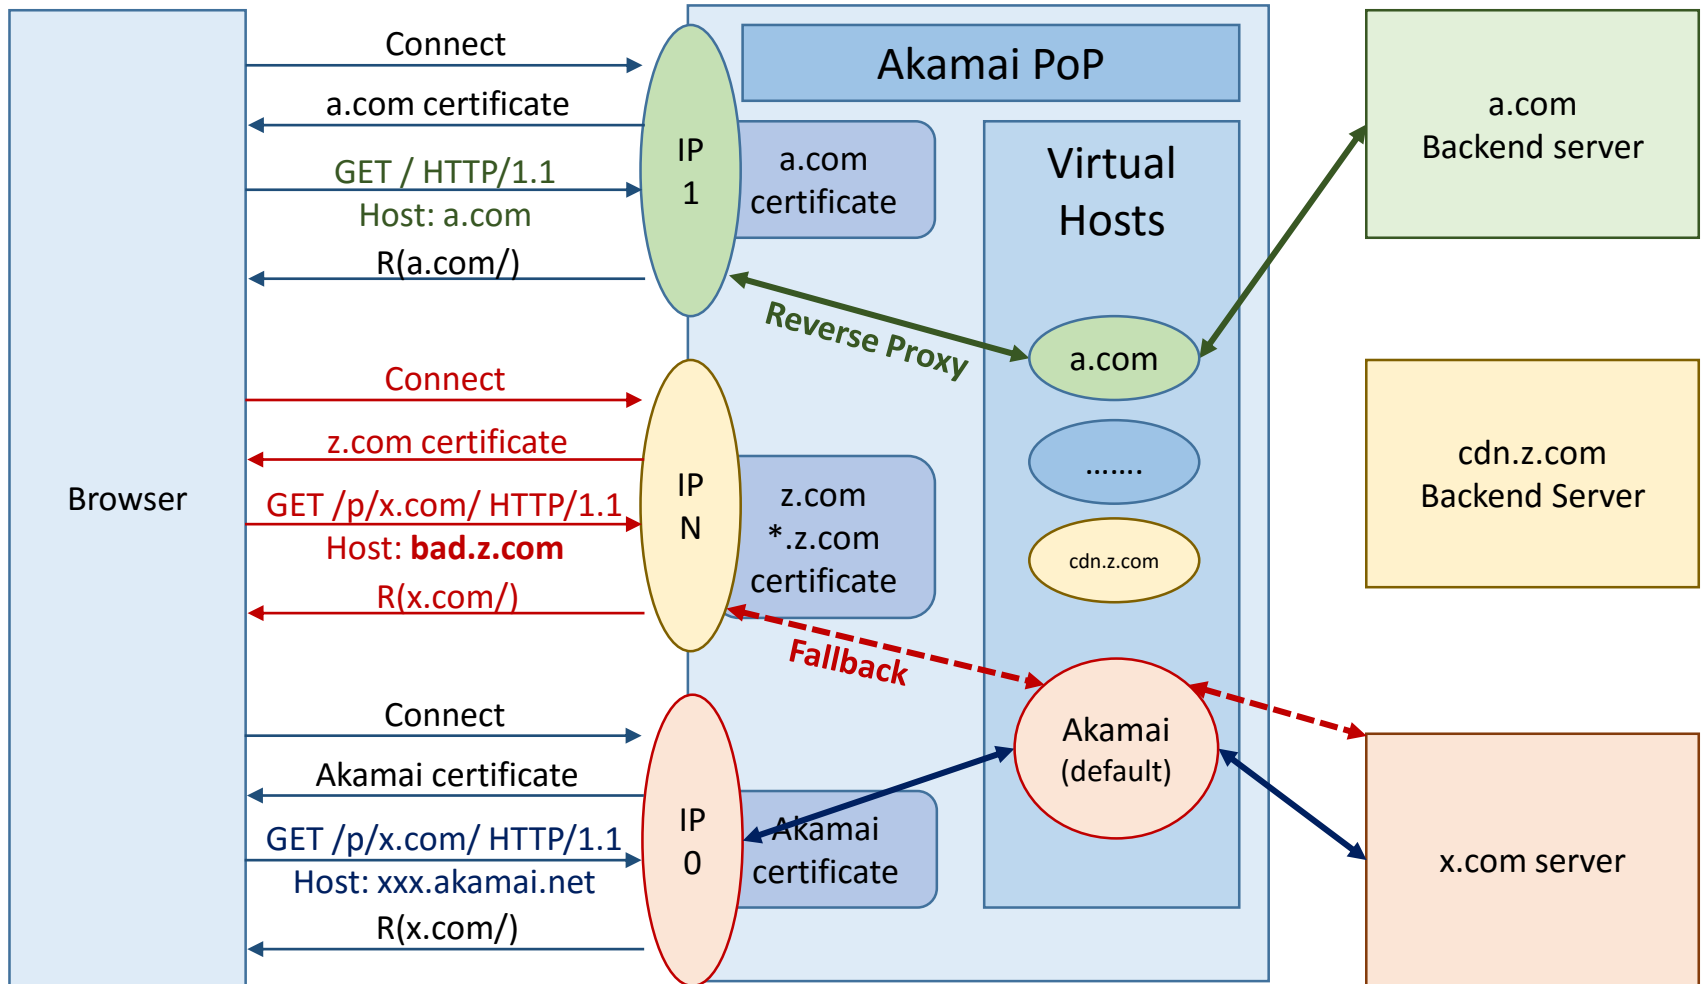 Browser
Connect
a.com certificate
GET / HTTP/1.1
Host: a.com
R(a.com/)
Connect
z.com certificate
GET /p/x.com/ HTTP/1.1
Host: bad.z.com
R(x.com/)
Connect
Akamai certificate
GET /p/x.com/ HTTP/1.1
Host: xxx.akamai.net
R(x.com/)
Akamai PoP
IP
1
a.com
certificate
Reverse Proxy
IP
N
z.com
*.z.com
certificate
Fallback
IP
0
Akamai
certificate
Virtual
Hosts
a.com
.......
cdn.z.com
Akamai
(default)
a.com
Backend server
cdn.z.com
Backend Server
x.com server